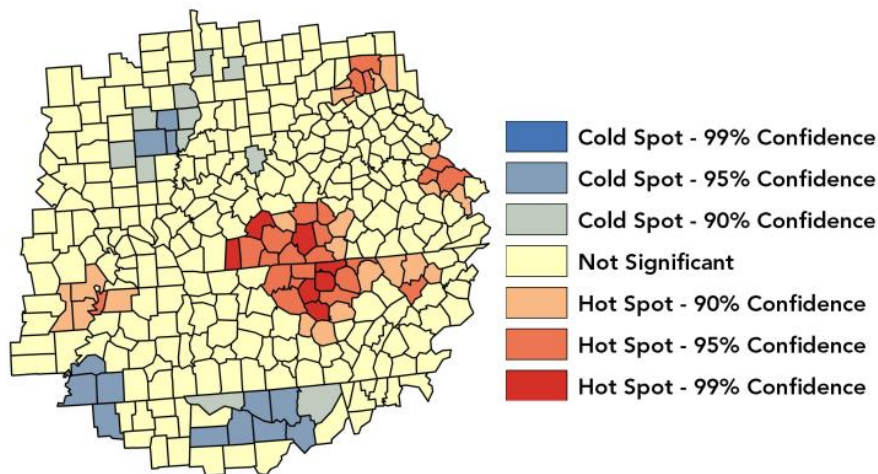 Cold Spot - 99% Confidence
Cold Spot - 95% Confidence
Cold Spot - 90% Confidence
Not Significant
Hot Spot - 90% Confidence
Hot Spot - 95% Confidence
Hot Spot - 99% Confidence